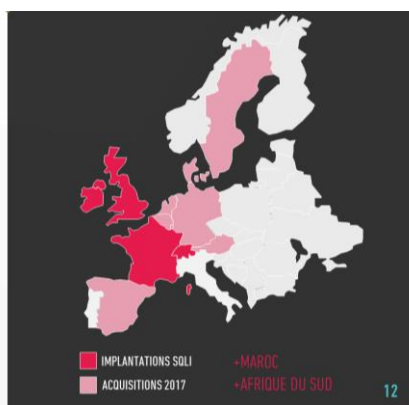 IMPLANTATIONS SQLI
+MAROC
ACQUISITIONS 2017
+AFRIQUE DU SUD
12